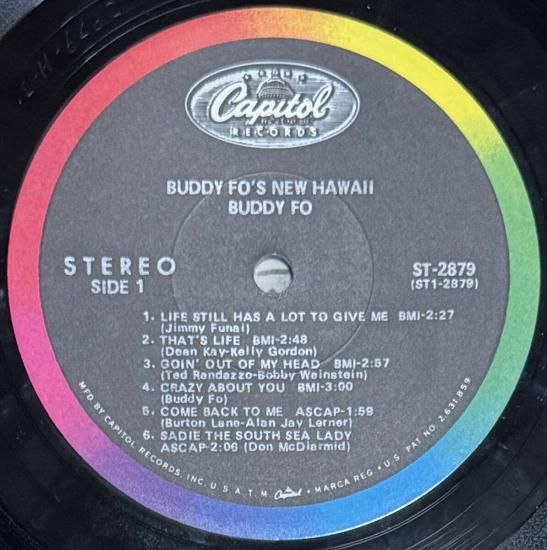 Capitol
RECORDS
BUDDY FO'S NEW HAWAII
BUDDY FO
STEREO
SIDE 1
ST-2879
(ST1-2879)
1. LIFE STILL HAS A LOT TO GIVE ME BMI-2:27
(Jimmy Funai)
2. THAT'S LIFE BMI-2:48
(Dean Kay-Kelly Gordon)
3. GOIN' OUT OF MY HEAD BMI-2:57
(Ted Randazzo-Bobby Weinstein)
4. CRAZY ABOUT YOU BMI-3:00
(Buddy Fo)
5. COME BACK TO ME ASCAP-1:59
(Burton Lane-Alan Jay Lerner)
6. SADIE THE SOUTH SEA LADY
ASCAP-2:06 (Don McDiarmid)
MFD. BY CAPITOL RECORDS, INC. U.S.A. T.M. Capitol MARCA REG. • U.S. PAT. NO. 2,631,859